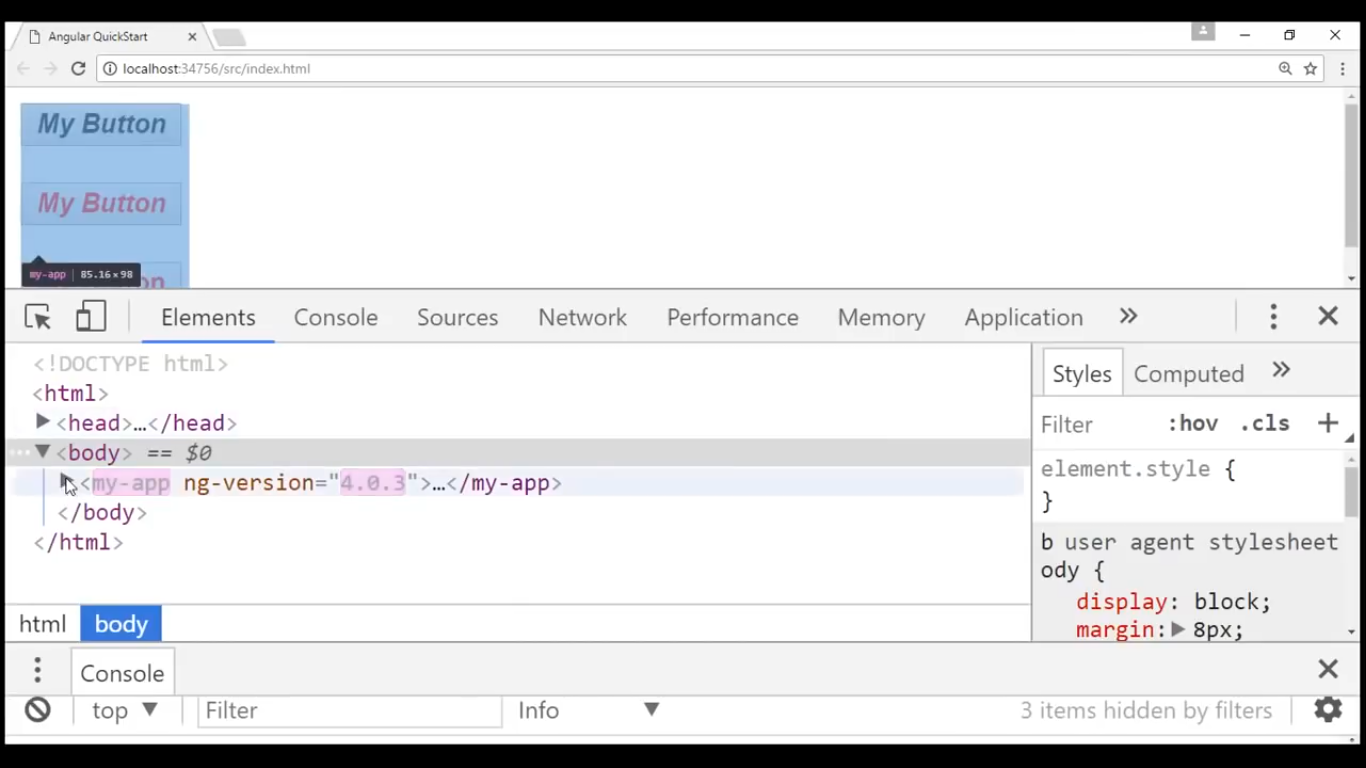 Angular QuickStart
localhost:34756/src/index.html
My Button
My Button
my-app | 85.16×98
Elements Console Sources Network Performance Memory Application »
<!DOCTYPE html>
<html>
<head>…</head>
<body> == $0
<my-app ng-version="4.0.3">…</my-app>
</body>
</html>
html body
Styles Computed »
Filter :hov .cls +
element.style {
}
b user agent stylesheet
ody {
display: block;
margin: 8px;
Console
top Filter Info 3 items hidden by filters